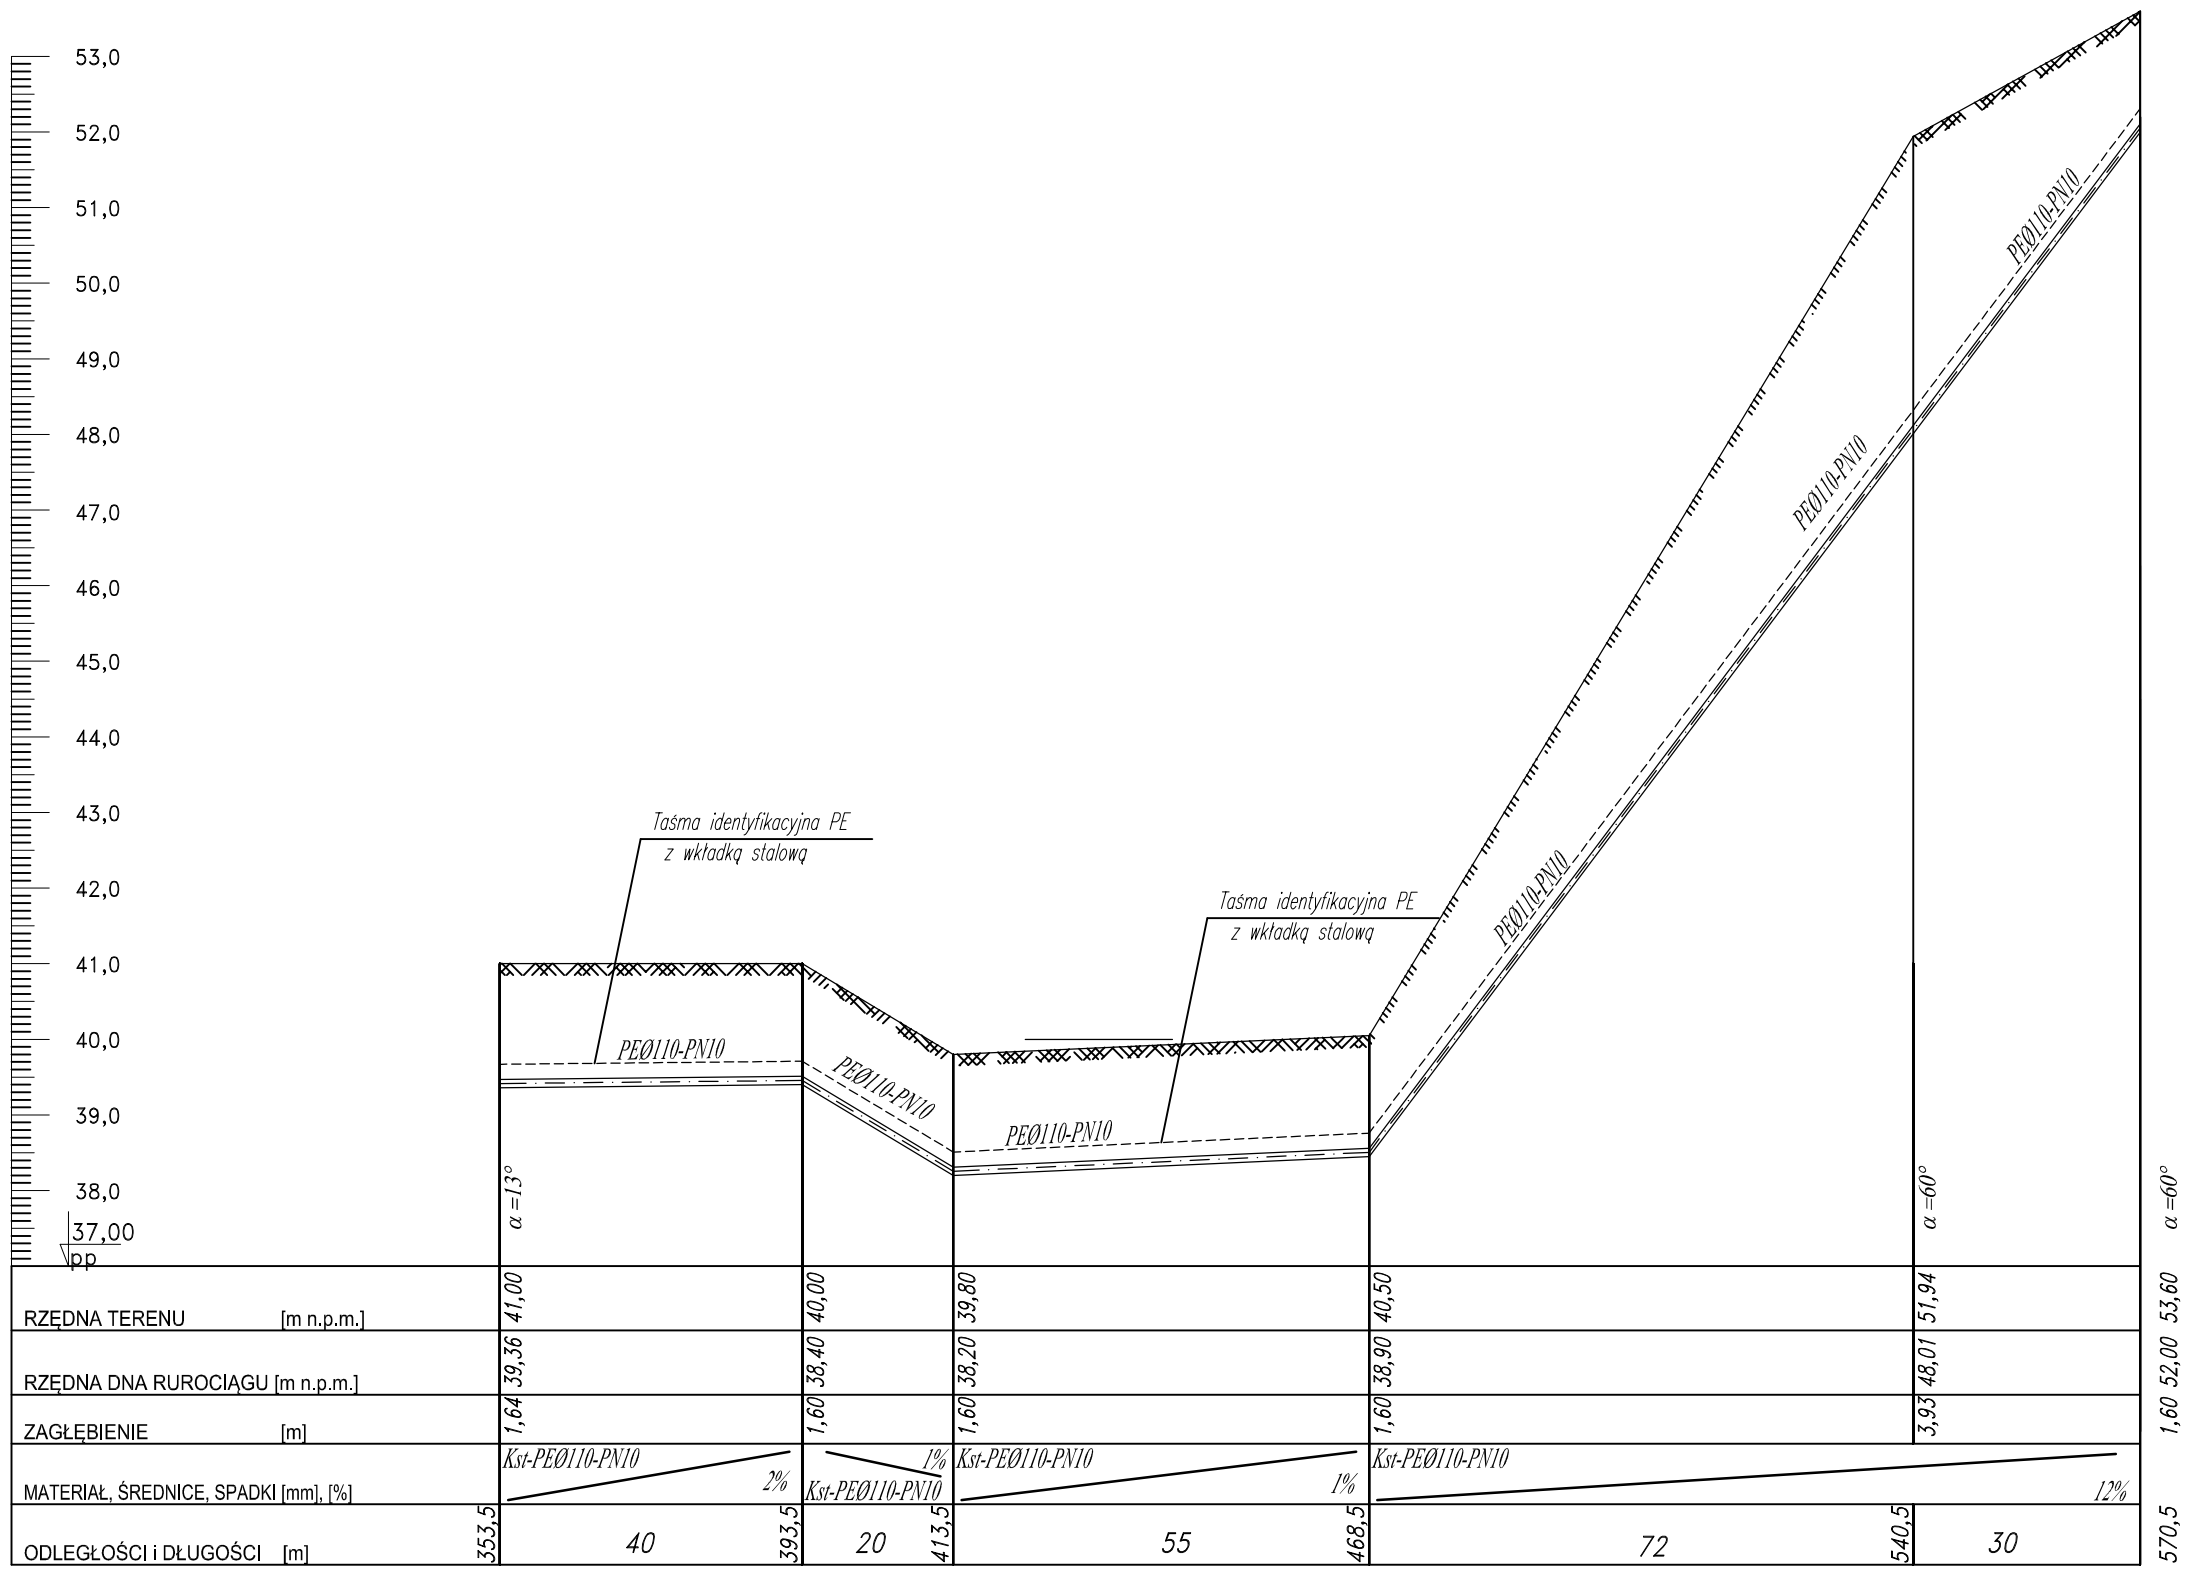 53,0
52,0
51,0
50,0
49,0
48,0
47,0
46,0
45,0
44,0
43,0
42,0
41,0
40,0
39,0
38,0
37,00
pp
Taśma identyfikacyjna PE
z wkładką stalową
Taśma identyfikacyjna PE
z wkładką stalową
PEØ110-PN10
PEØ110-PN10
PEØ110-PN10
PEØ110-PN10
PEØ110-PN10
PEØ110-PN10
α =13°
α =60°
α =60°
RZĘDNA TERENU [m n.p.m.] 41,00 40,00 39,80 40,50 51,94 53,60
RZĘDNA DNA RUROCIĄGU [m n.p.m.] 39,36 38,40 38,20 38,90 48,01 52,00
ZAGŁĘBIENIE [m] 1,64 1,60 1,60 1,60 3,93 1,60
MATERIAŁ, ŚREDNICE, SPADKI [mm], [%] Kst-PEØ110-PN10 2% Kst-PEØ110-PN10 1% Kst-PEØ110-PN10 1% Kst-PEØ110-PN10 12%
ODLEGŁOŚCI i DŁUGOŚCI [m] 353,5 40 393,5 20 413,5 55 468,5 72 540,5 30 570,5